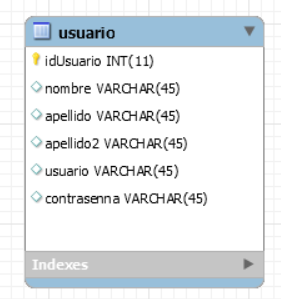 usuario
idUsuario INT(11)
nombre VARCHAR(45)
apellido VARCHAR(45)
apellido2 VARCHAR(45)
usuario VARCHAR(45)
contrasenna VARCHAR(45)
Indexes